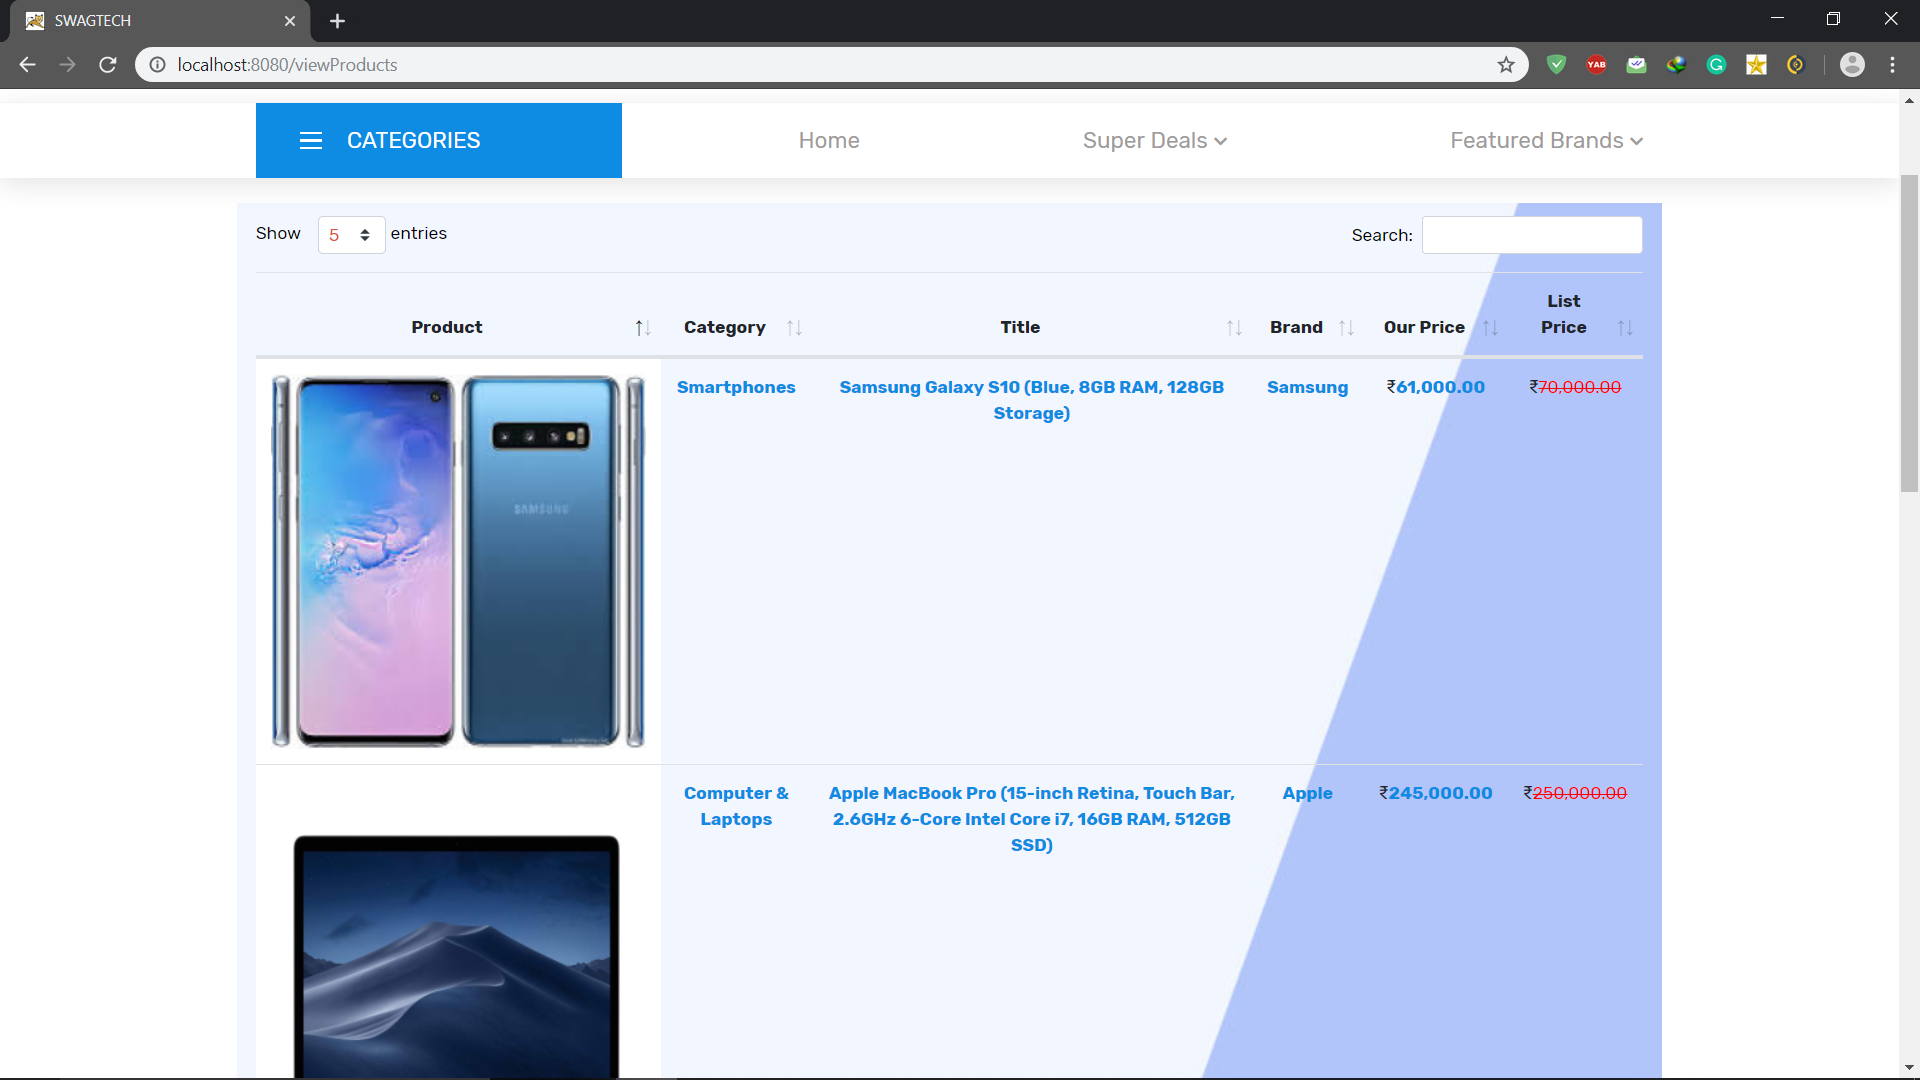 SWAGTECH
localhost:8080/viewProducts
YAB
CATEGORIES
Home
Super Deals
Featured Brands
Show 5 entries
Search:
Product
Category
Title
Brand
Our Price
List
Price
Smartphones
Samsung Galaxy S10 (Blue, 8GB RAM, 128GB
Storage)
Samsung
₹61,000.00
₹70,000.00
SAMSUNG
Computer &
Laptops
Apple MacBook Pro (15-inch Retina, Touch Bar,
2.6GHz 6-Core Intel Core i7, 16GB RAM, 512GB
SSD)
Apple
₹245,000.00
₹250,000.00